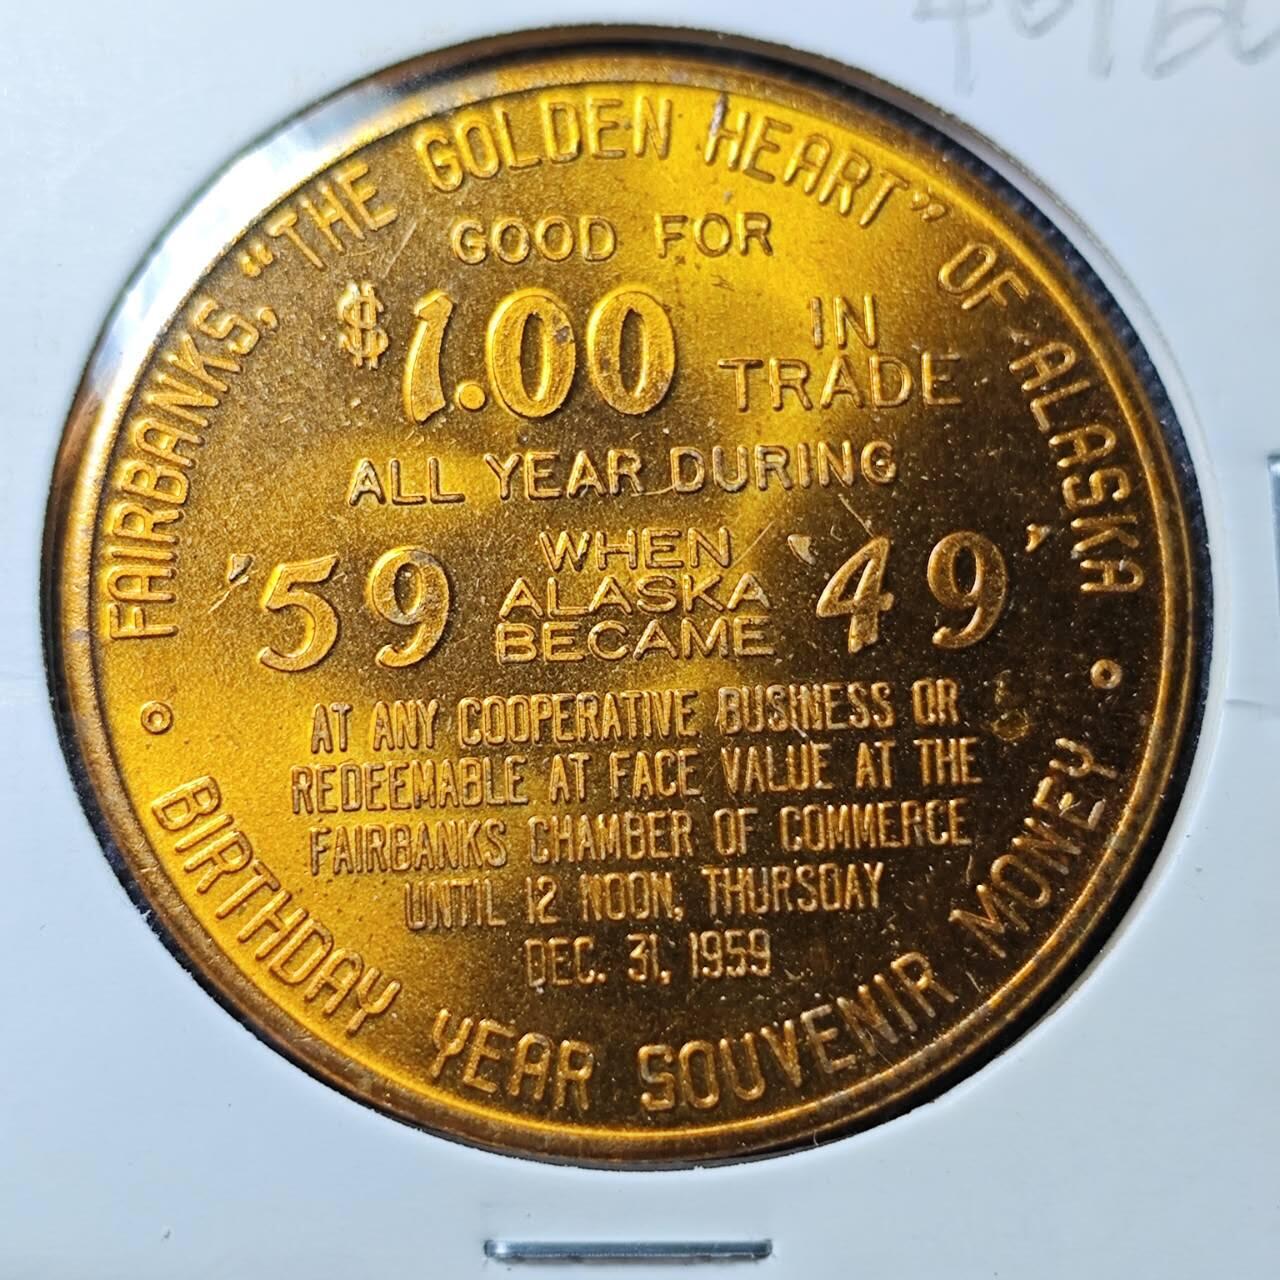 FAIRBANKS, "THE GOLDEN HEART" OF ALASKA
GOOD FOR
$1.00 IN
TRADE
ALL YEAR DURING
'59 WHEN
ALASKA
BECAME '49'
AT ANY COOPERATIVE BUSINESS OR
REDEEMABLE AT FACE VALUE AT THE
FAIRBANKS CHAMBER OF COMMERCE
UNTIL 12 NOON, THURSDAY
DEC. 31, 1959
BIRTHDAY YEAR SOUVENIR MONEY